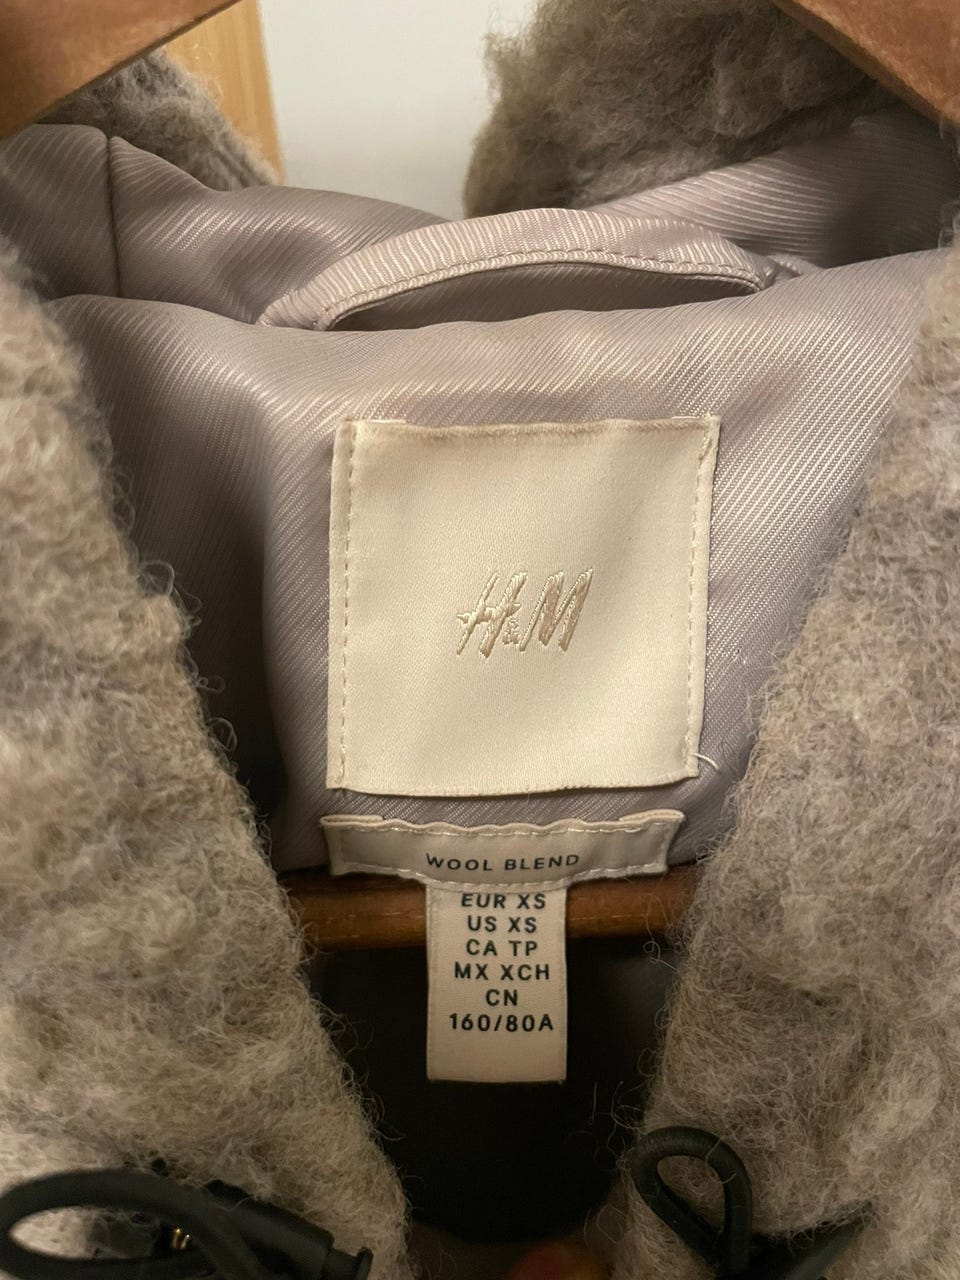 H&M
WOOL BLEND
EUR XS
US XS
CA TP
MX XCH
CN
160/80A